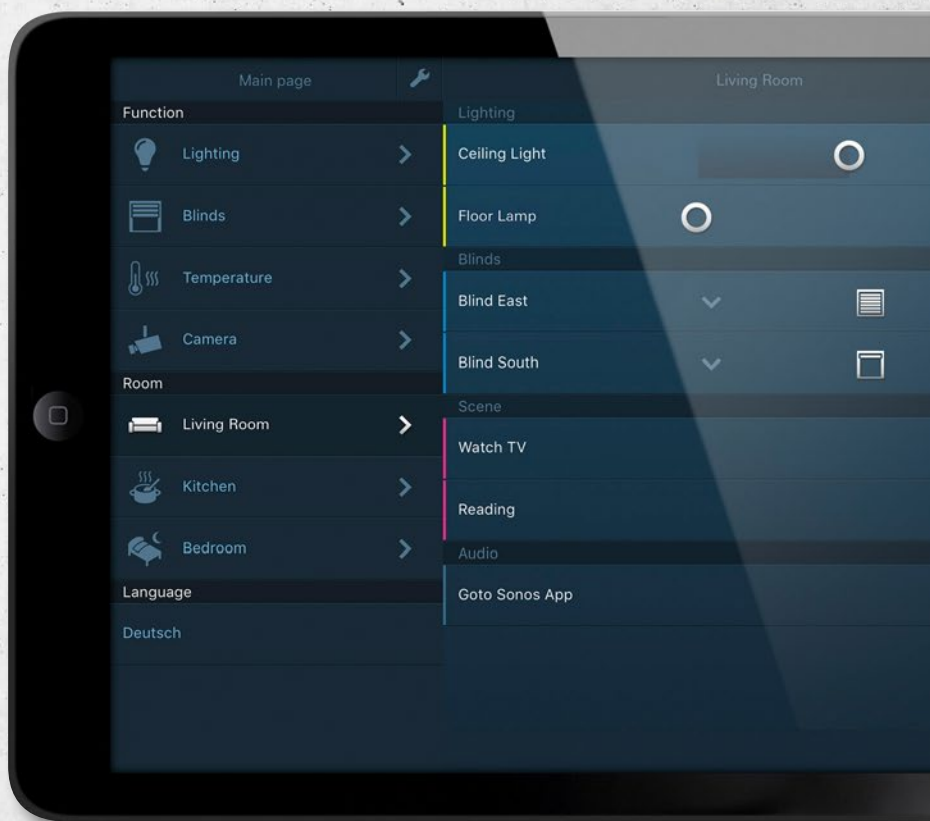 Main page
Function
Lighting
Blinds
Temperature
Camera
Room
Living Room
Kitchen
Bedroom
Language
Deutsch
Living Room
Lighting
Ceiling Light
Floor Lamp
Blinds
Blind East
Blind South
Scene
Watch TV
Reading
Audio
Goto Sonos App